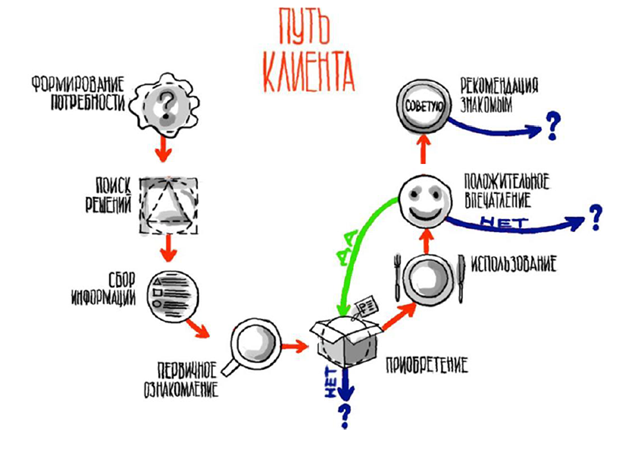 ПУТЬ
КЛИЕНТА
ФОРМИРОВАНИЕ
ПОТРЕБНОСТИ
?
ПОИСК
РЕШЕНИЙ
СБОР
ИНФОРМАЦИИ
ПЕРВИЧНОЕ
ОЗНАКОМЛЕНИЕ
ПРИОБРЕТЕНИЕ
НЕТ
?
ДА
ИСПОЛЬЗОВАНИЕ
ПОЛОЖИТЕЛЬНОЕ
ВПЕЧАТЛЕНИЕ
НЕТ
?
СОВЕТУЮ
РЕКОМЕНДАЦИЯ
ЗНАКОМЫМ
?